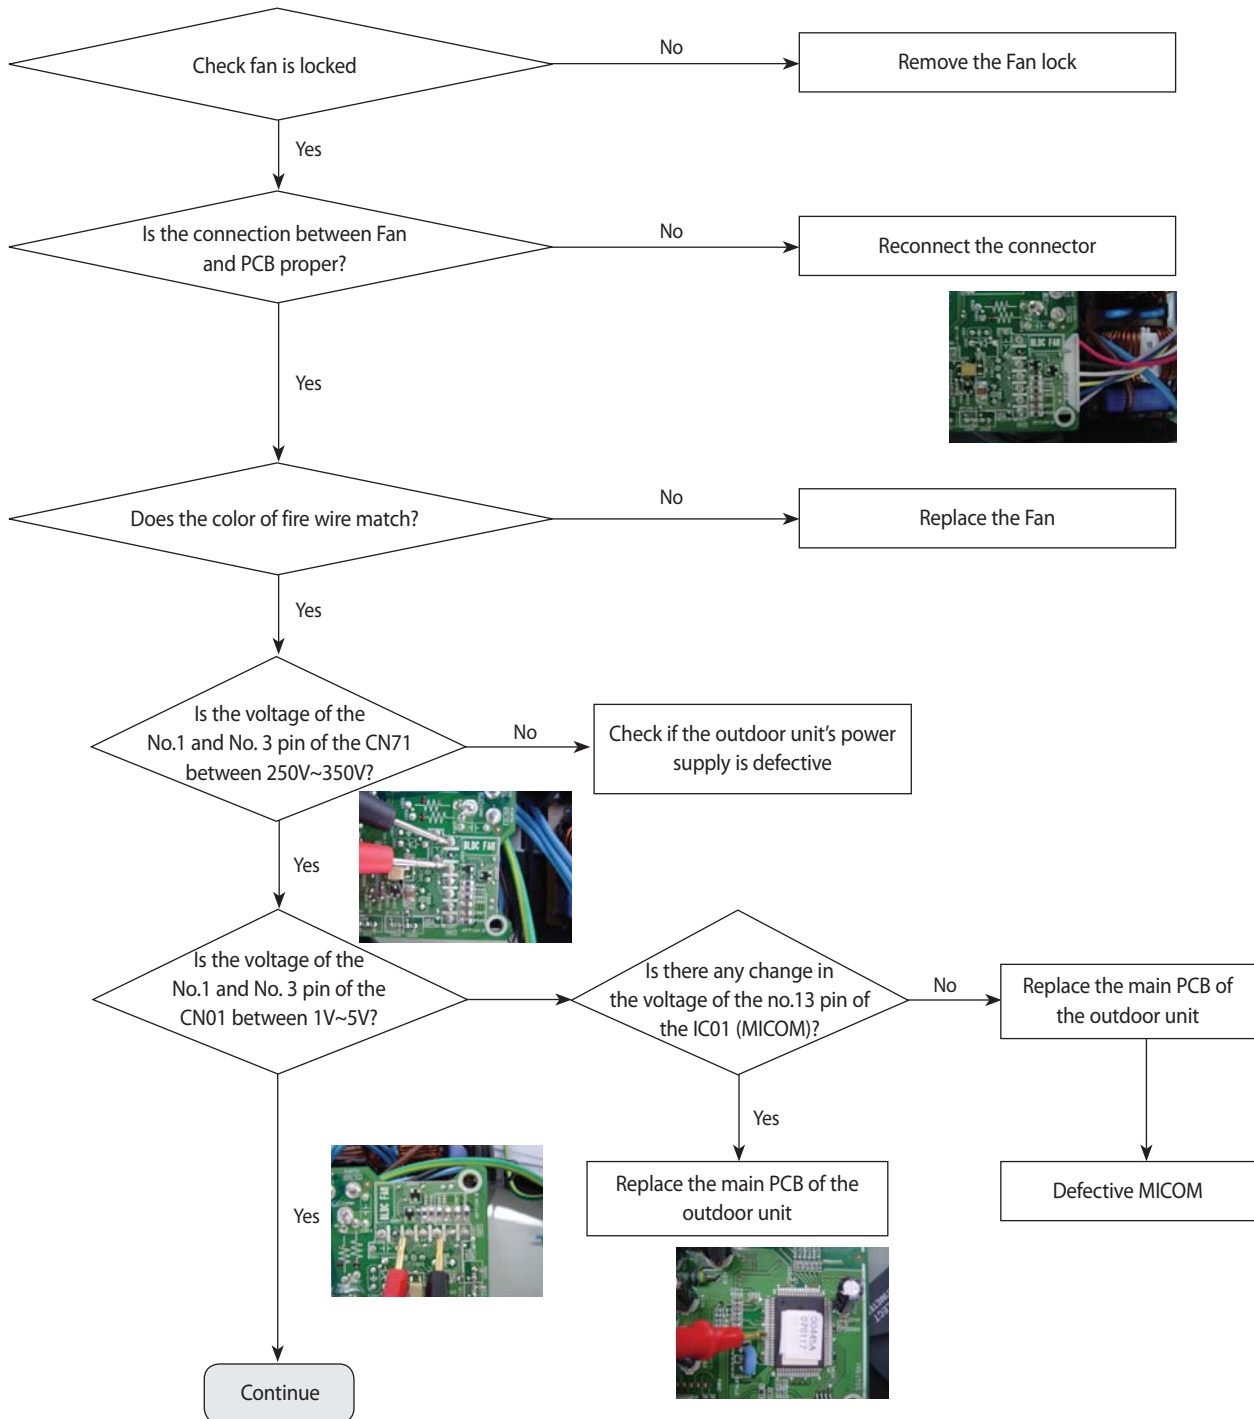 Check fan is locked
No
Remove the Fan lock
Yes
Is the connection between Fan
and PCB proper?
No
Reconnect the connector
BLDC FAN
Yes
Does the color of fire wire match?
No
Replace the Fan
Yes
Is the voltage of the
No.1 and No. 3 pin of the CN71
between 250V~350V?
No
Check if the outdoor unit's power
supply is defective
BLDC FAN
Yes
Is the voltage of the
No.1 and No. 3 pin of the
CN01 between 1V~5V?
Is there any change in
the voltage of the no.13 pin of
the IC01 (MICOM)?
No
Replace the main PCB of
the outdoor unit
Yes
Replace the main PCB of the
outdoor unit
Defective MICOM
BLDC FAN
Yes
Continue